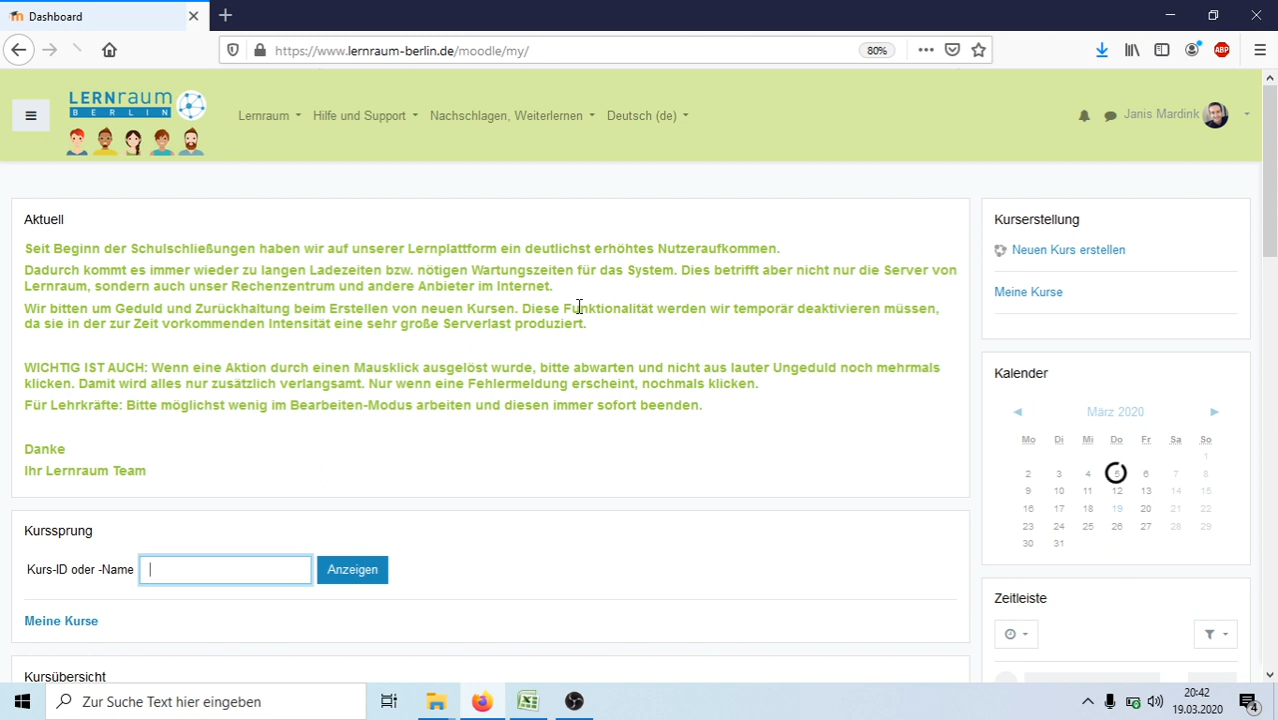 Dashboard
https://www.lernraum-berlin.de/moodle/my/
80%
ABP
LERNraum
BERLIN
Lernraum
Hilfe und Support
Nachschlagen, Weiterlernen
Deutsch (de)
Janis Mardink
Aktuell
Seit Beginn der Schulschließungen haben wir auf unserer Lernplattform ein deutlichst erhöhtes Nutzeraufkommen.
Dadurch kommt es immer wieder zu langen Ladezeiten bzw. nötigen Wartungszeiten für das System. Dies betrifft aber nicht nur die Server von
Lernraum, sondern auch unser Rechenzentrum und andere Anbieter im Internet.
Wir bitten um Geduld und Zurückhaltung beim Erstellen von neuen Kursen. Diese Funktionalität werden wir temporär deaktivieren müssen,
da sie in der zur Zeit vorkommenden Intensität eine sehr große Serverlast produziert.
WICHTIG IST AUCH: Wenn eine Aktion durch einen Mausklick ausgelöst wurde, bitte abwarten und nicht aus lauter Ungeduld noch mehrmals
klicken. Damit wird alles nur zusätzlich verlangsamt. Nur wenn eine Fehlermeldung erscheint, nochmals klicken.
Für Lehrkräfte: Bitte möglichst wenig im Bearbeiten-Modus arbeiten und diesen immer sofort beenden.
Danke
Ihr Lernraum Team
Kurssprung
Kurs-ID oder -Name
Anzeigen
Meine Kurse
Kursübersicht
Kurserstellung
Neuen Kurs erstellen
Meine Kurse
Kalender
März 2020
Mo Di Mi Do Fr Sa So
1
2 3 4 5 6 7 8
9 10 11 12 13 14 15
16 17 18 19 20 21 22
23 24 25 26 27 28 29
30 31
Zeitleiste
Zur Suche Text hier eingeben
20:42
19.03.2020
4